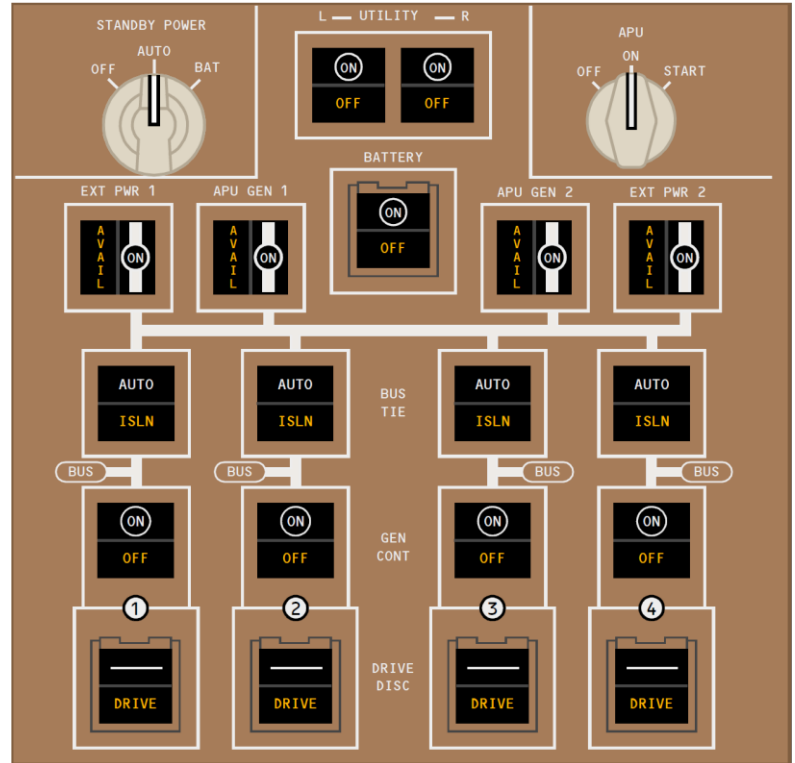 STANDBY POWER
OFF AUTO BAT
L UTILITY R
ON ON
OFF OFF
APU
OFF ON START
BATTERY
ON
OFF
EXT PWR 1 APU GEN 1 APU GEN 2 EXT PWR 2
AVAIL ON AVAIL ON AVAIL ON AVAIL ON
AUTO AUTO AUTO AUTO
BUS
TIE
ISLN ISLN ISLN ISLN
BUS BUS BUS BUS
ON ON ON ON
GEN
CONT
OFF OFF OFF OFF
1 2 3 4
DRIVE
DISC
DRIVE DRIVE DRIVE DRIVE